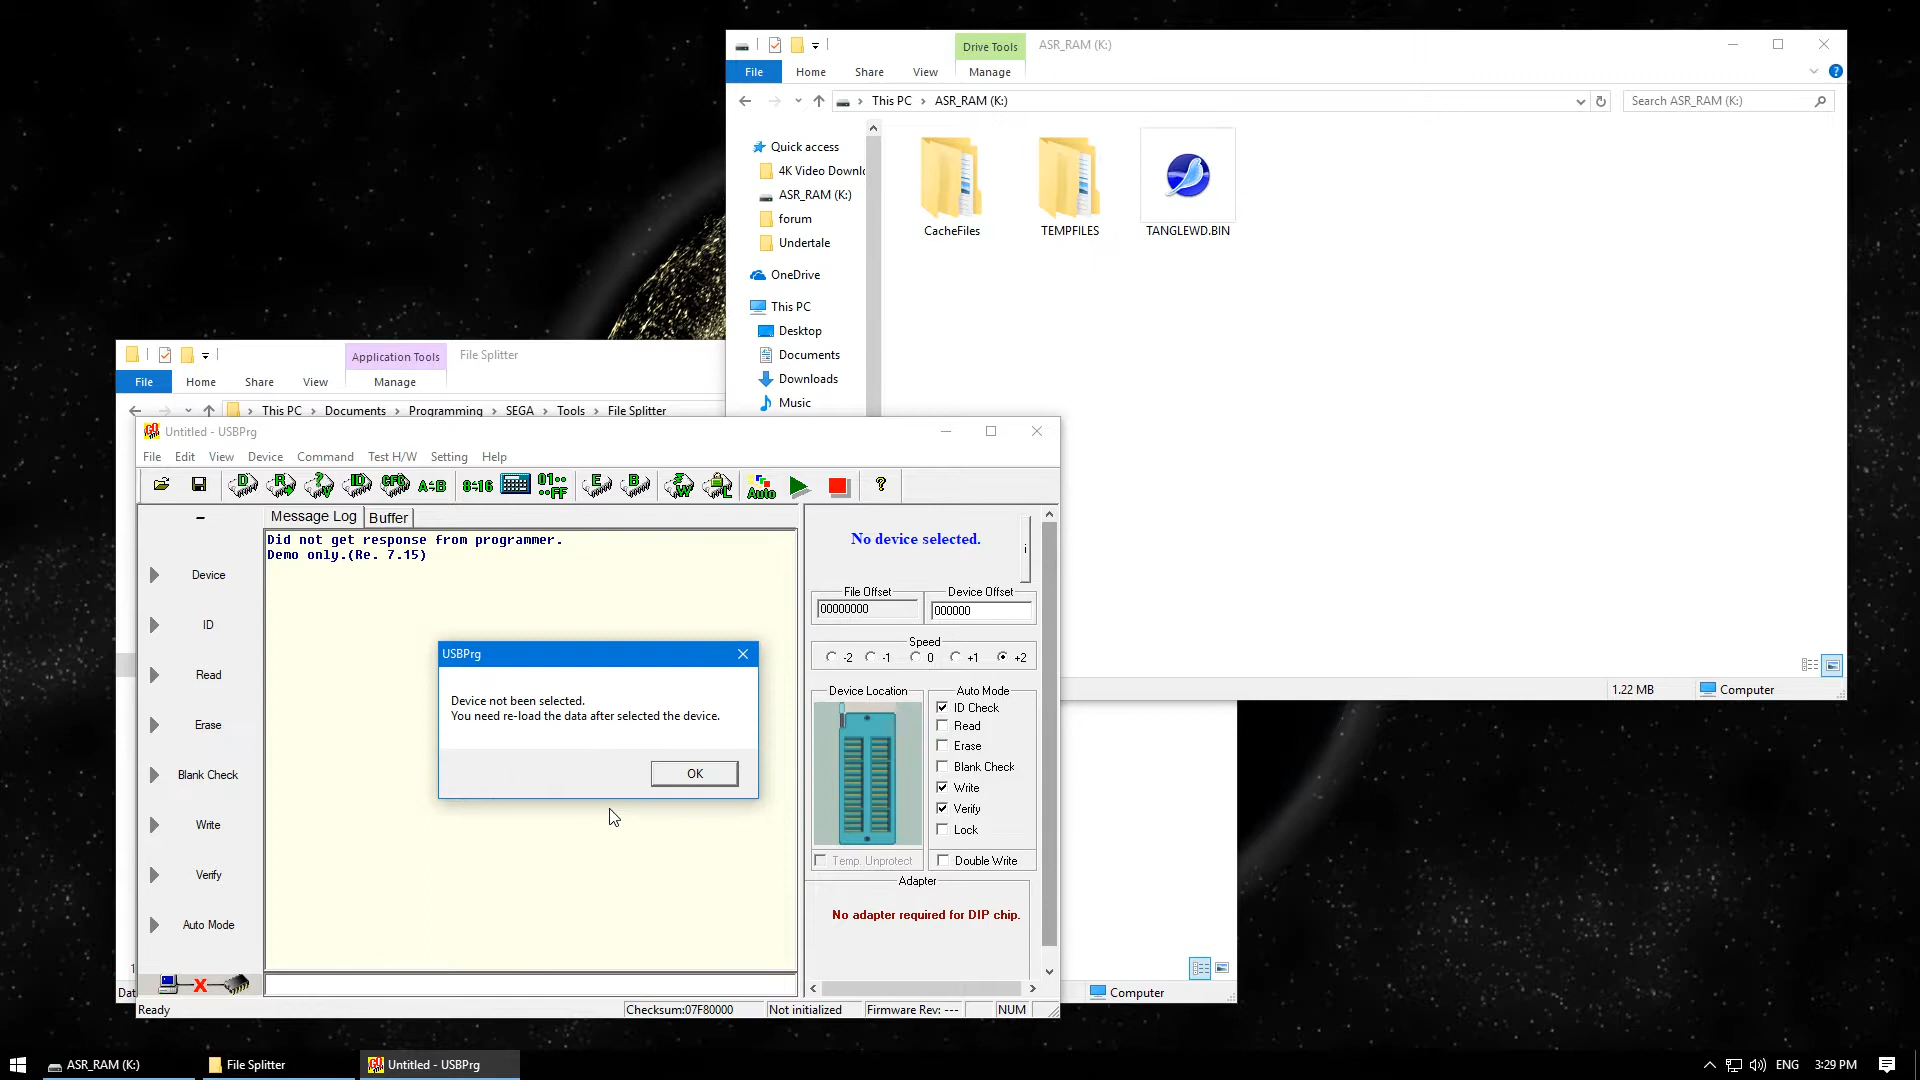 Drive Tools
ASR_RAM (K:)
File
Home
Share
View
Manage
This PC
ASR_RAM (K:)
Search ASR_RAM (K:)
Quick access
4K Video Downlo
ASR_RAM (K:)
forum
Undertale
OneDrive
This PC
Desktop
Documents
Downloads
Music
CacheFiles
TEMPFILES
TANGLEWD.BIN
1.22 MB
Computer
Application Tools
File Splitter
File
Home
Share
View
Manage
This PC
Documents
Programming
SEGA
Tools
File Splitter
Computer
Untitled - USBPrg
File
Edit
View
Device
Command
Test H/W
Setting
Help
Auto
Message Log
Buffer
Did not get response from programmer.
Demo only.(Re. 7.15)
Device
ID
Read
Erase
Blank Check
Write
Verify
Auto Mode
USBPrg
Device not been selected.
You need re-load the data after selected the device.
OK
No device selected.
i
File Offset
00000000
Device Offset
000000
Speed
-2
-1
0
+1
+2
Device Location
Temp. Unprotect
Auto Mode
ID Check
Read
Erase
Blank Check
Write
Verify
Lock
Double Write
Adapter
No adapter required for DIP chip.
Ready
Checksum:07F80000
Not initialized
Firmware Rev: ---
NUM
ASR_RAM (K:)
File Splitter
Untitled - USBPrg
ENG
3:29 PM